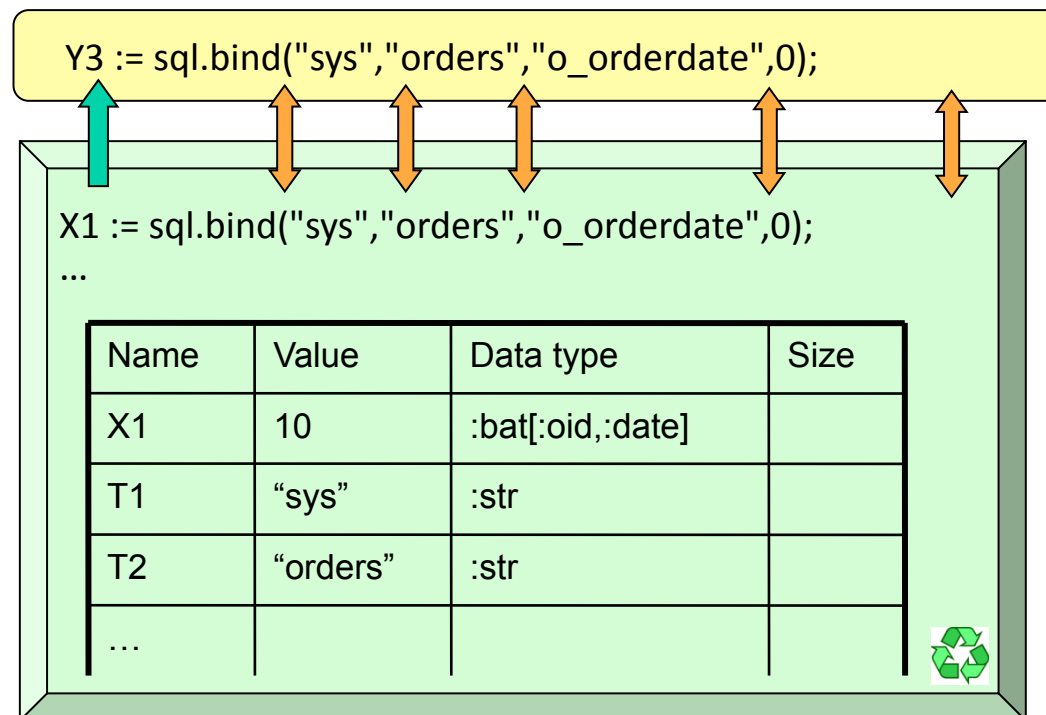 Y3 := sql.bind("sys","orders","o_orderdate",0);
X1 := sql.bind("sys","orders","o_orderdate",0);
...
Name Value Data type Size
X1 10 :bat[:oid,:date]
T1 “sys” :str
T2 “orders” :str
…